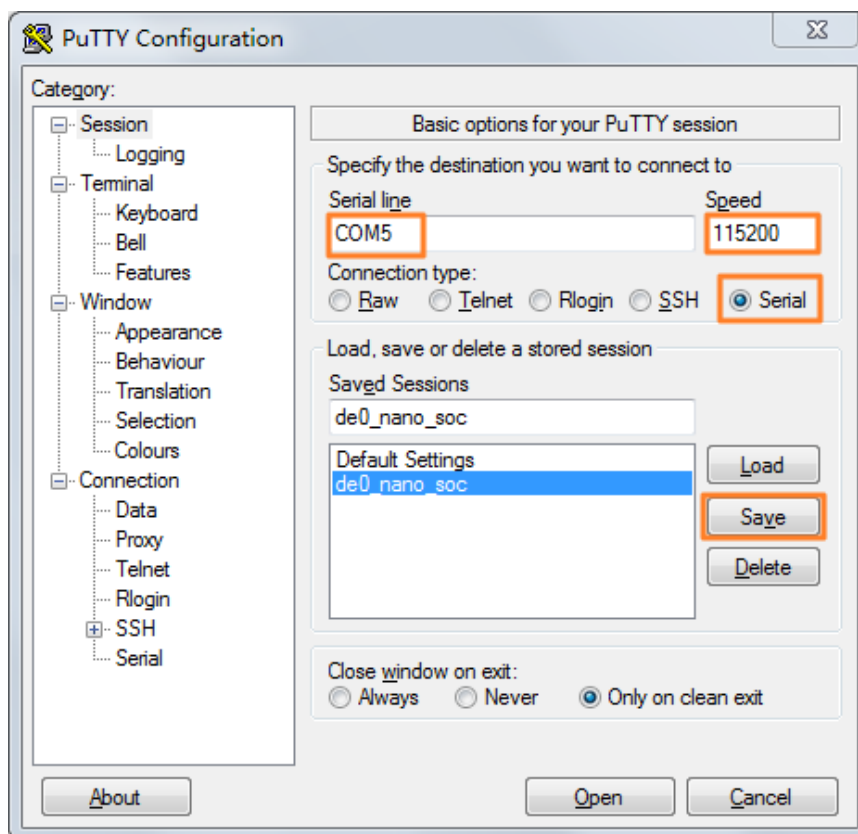 PuTTY Configuration
Category:
Session
Logging
Terminal
Keyboard
Bell
Features
Window
Appearance
Behaviour
Translation
Selection
Colours
Connection
Data
Proxy
Telnet
Rlogin
SSH
Serial
Basic options for your PuTTY session
Specify the destination you want to connect to
Serial line Speed
COM5 115200
Connection type:
Raw Telnet Rlogin SSH Serial
Load, save or delete a stored session
Saved Sessions
de0_nano_soc
Default Settings
de0_nano_soc
Load
Save
Delete
Close window on exit:
Always Never Only on clean exit
About Open Cancel